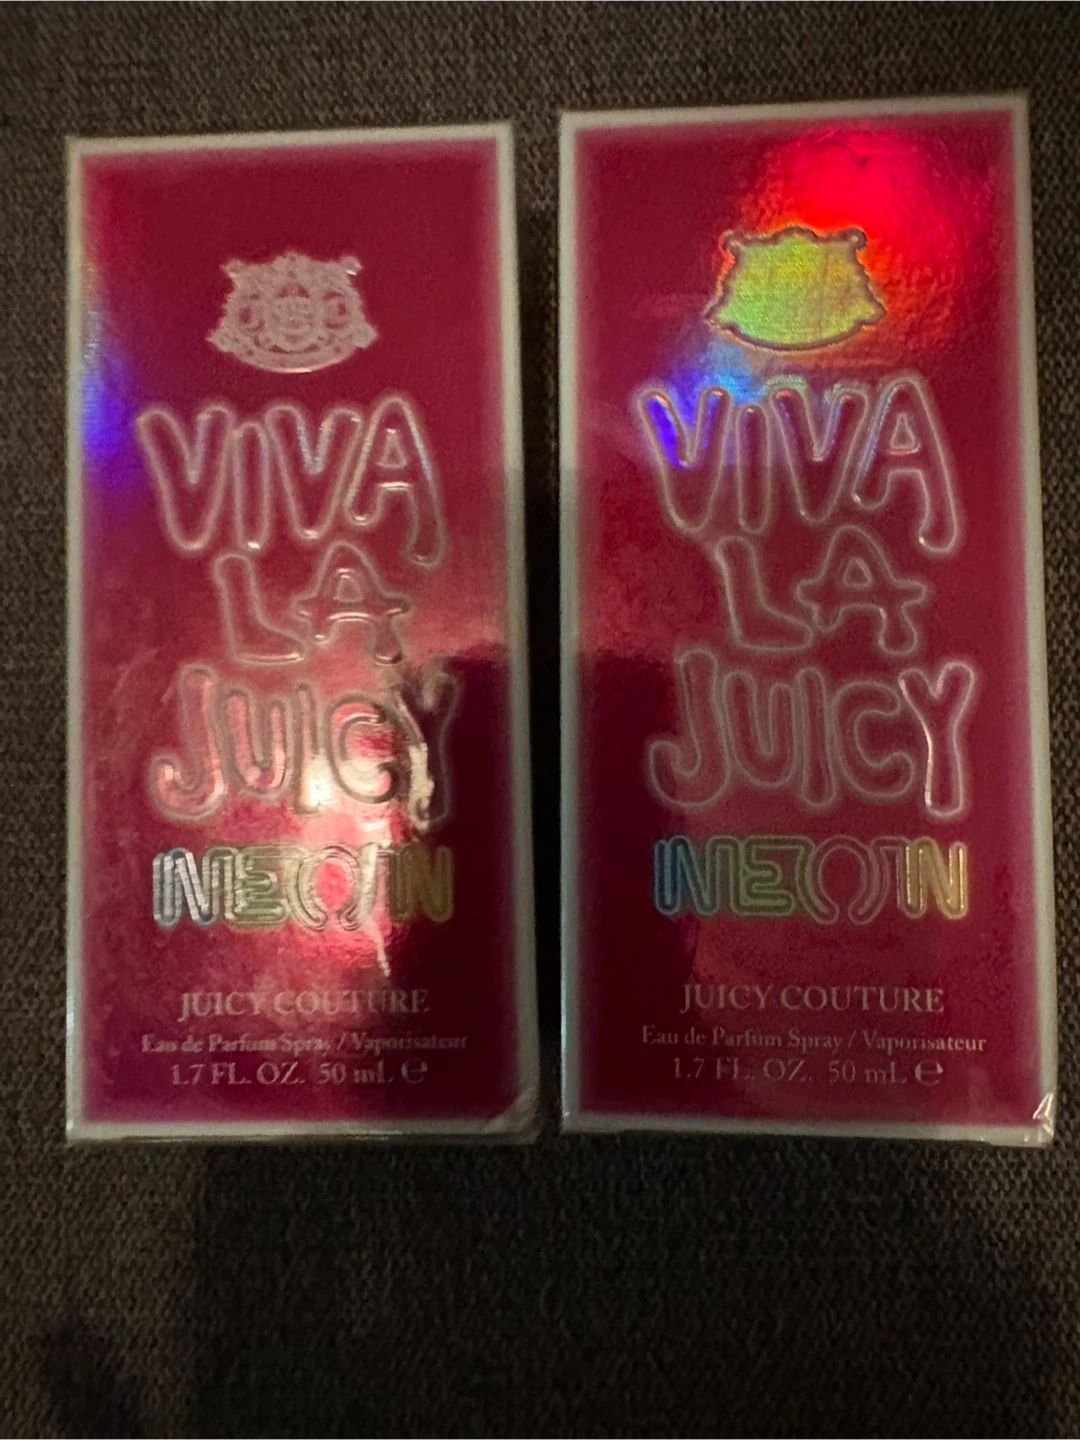 VIVA
LA
JUICY
NEON
JUICY COUTURE
Eau de Parfum Spray / Vaporisateur
1.7 FL. OZ. 50 mL ℮
VIVA
LA
JUICY
NEON
JUICY COUTURE
Eau de Parfum Spray / Vaporisateur
1.7 FL. OZ. 50 mL ℮